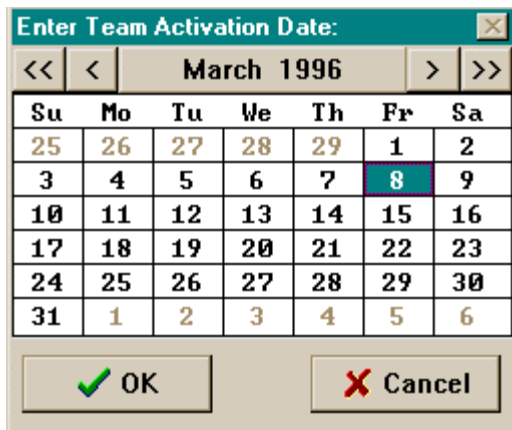 Enter Team Activation Date:
<< < March 1996 > >>
Su Mo Tu We Th Fr Sa
25 26 27 28 29 1 2
3 4 5 6 7 8 9
10 11 12 13 14 15 16
17 18 19 20 21 22 23
24 25 26 27 28 29 30
31 1 2 3 4 5 6
OK Cancel